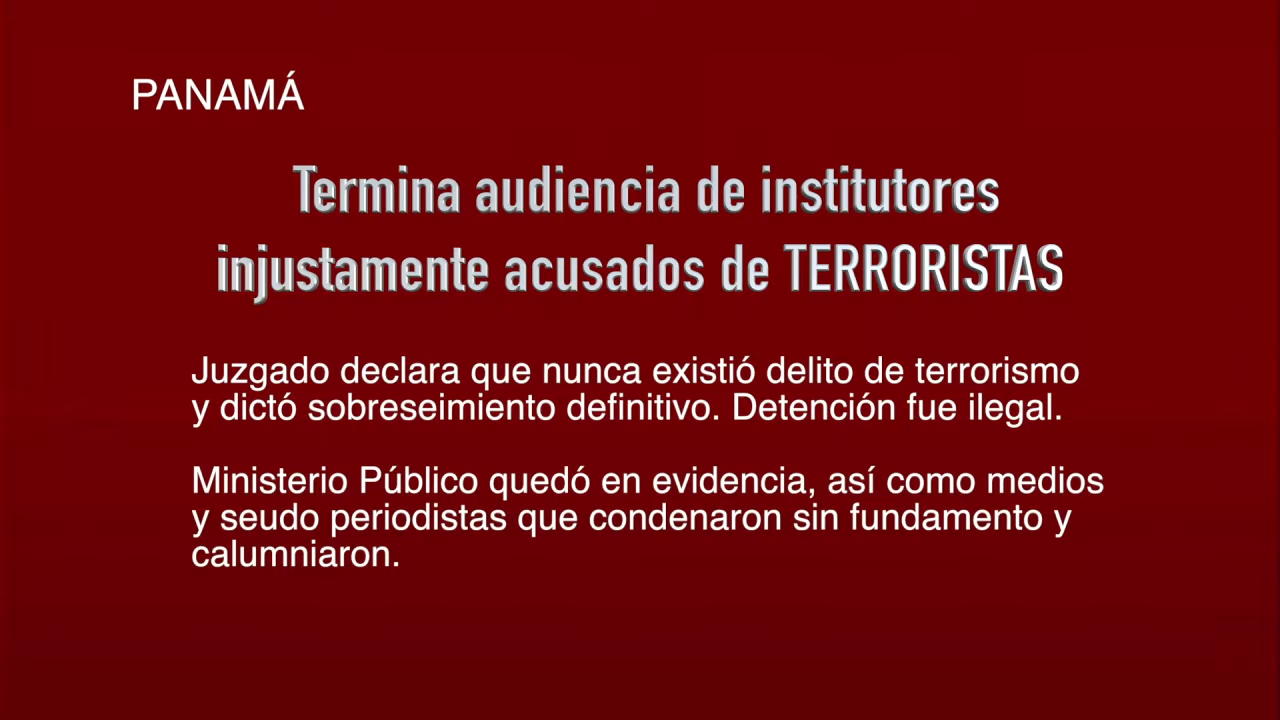 PANAMÁ
Termina audiencia de institutores
injustamente acusados de TERRORISTAS
Juzgado declara que nunca existió delito de terrorismo
y dictó sobreseimiento definitivo. Detención fue ilegal.
Ministerio Público quedó en evidencia, así como medios
y seudo periodistas que condenaron sin fundamento y
calumniaron.